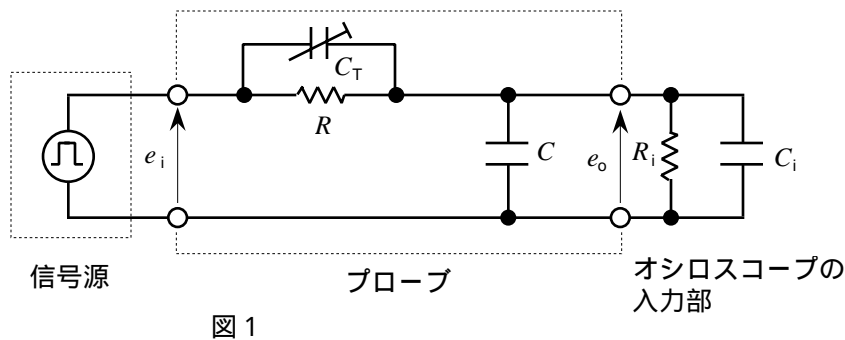 C_T
R
e_i
C
e_o
R_i
C_i
信号源
プローブ
オシロスコープの
入力部
図1